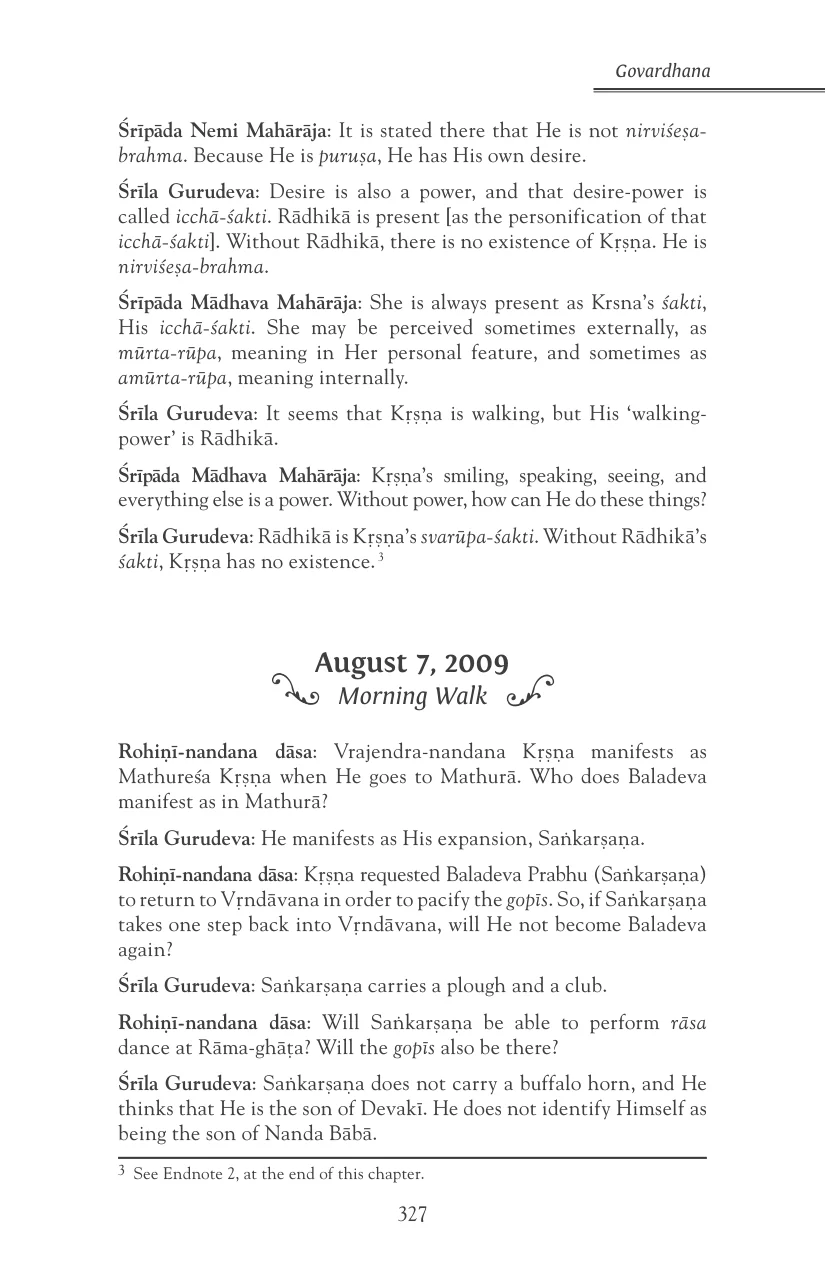 Govardhana
Śrīpāda Nemi Mahārāja: It is stated there that He is not nirviśeṣa-
brahma. Because He is puruṣa, He has His own desire.
Śrīla Gurudeva: Desire is also a power, and that desire-power is
called icchā-śakti. Rādhikā is present [as the personification of that
icchā-śakti]. Without Rādhikā, there is no existence of Kṛṣṇa. He is
nirviśeṣa-brahma.
Śrīpāda Mādhava Mahārāja: She is always present as Krsna’s śakti,
His icchā-śakti. She may be perceived sometimes externally, as
mūrta-rūpa, meaning in Her personal feature, and sometimes as
amūrta-rūpa, meaning internally.
Śrīla Gurudeva: It seems that Kṛṣṇa is walking, but His ‘walking-
power’ is Rādhikā.
Śrīpāda Mādhava Mahārāja: Kṛṣṇa’s smiling, speaking, seeing, and
everything else is a power. Without power, how can He do these things?
Śrīla Gurudeva: Rādhikā is Kṛṣṇa’s svarūpa-śakti. Without Rādhikā’s
śakti, Kṛṣṇa has no existence. 3
August 7, 2009
Morning Walk
Rohiṇī-nandana dāsa: Vrajendra-nandana Kṛṣṇa manifests as
Mathureśa Kṛṣṇa when He goes to Mathurā. Who does Baladeva
manifest as in Mathurā?
Śrīla Gurudeva: He manifests as His expansion, Saṅkarṣaṇa.
Rohiṇī-nandana dāsa: Kṛṣṇa requested Baladeva Prabhu (Saṅkarṣaṇa)
to return to Vṛndāvana in order to pacify the gopīs. So, if Saṅkarṣaṇa
takes one step back into Vṛndāvana, will He not become Baladeva
again?
Śrīla Gurudeva: Saṅkarṣaṇa carries a plough and a club.
Rohiṇī-nandana dāsa: Will Saṅkarṣaṇa be able to perform rāsa
dance at Rāma-ghāṭa? Will the gopīs also be there?
Śrīla Gurudeva: Saṅkarṣaṇa does not carry a buffalo horn, and He
thinks that He is the son of Devakī. He does not identify Himself as
being the son of Nanda Bābā.
3 See Endnote 2, at the end of this chapter.
327